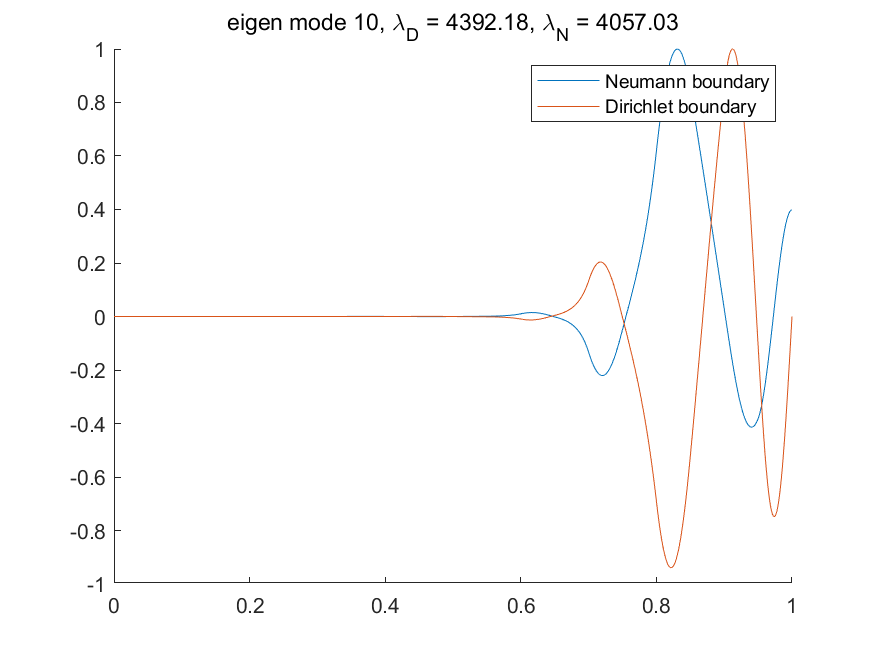 eigen mode 10, λ_D = 4392.18, λ_N = 4057.03
Neumann boundary
Dirichlet boundary
1
0.8
0.6
0.4
0.2
0
-0.2
-0.4
-0.6
-0.8
-1
0 0.2 0.4 0.6 0.8 1